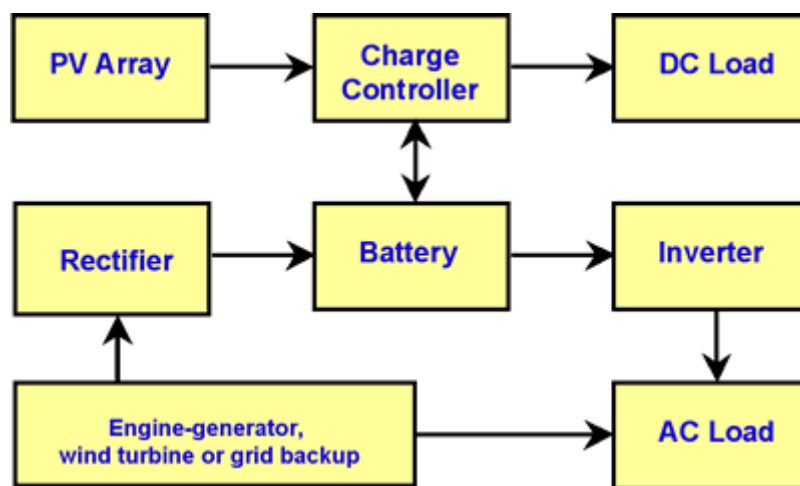 PV Array
Charge
Controller
DC Load
Rectifier
Battery
Inverter
Engine-generator,
wind turbine or grid backup
AC Load